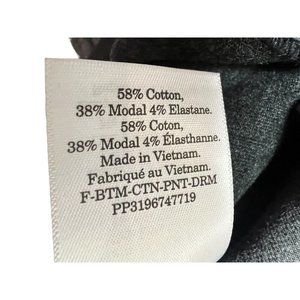 58% Cotton,
38% Modal 4% Elastane.
58% Coton,
38% Modal 4% Élasthanne.
Made in Vietnam.
Fabriqué au Vietnam.
F-BTM-CTN-PNT-DRM
PP3196747719